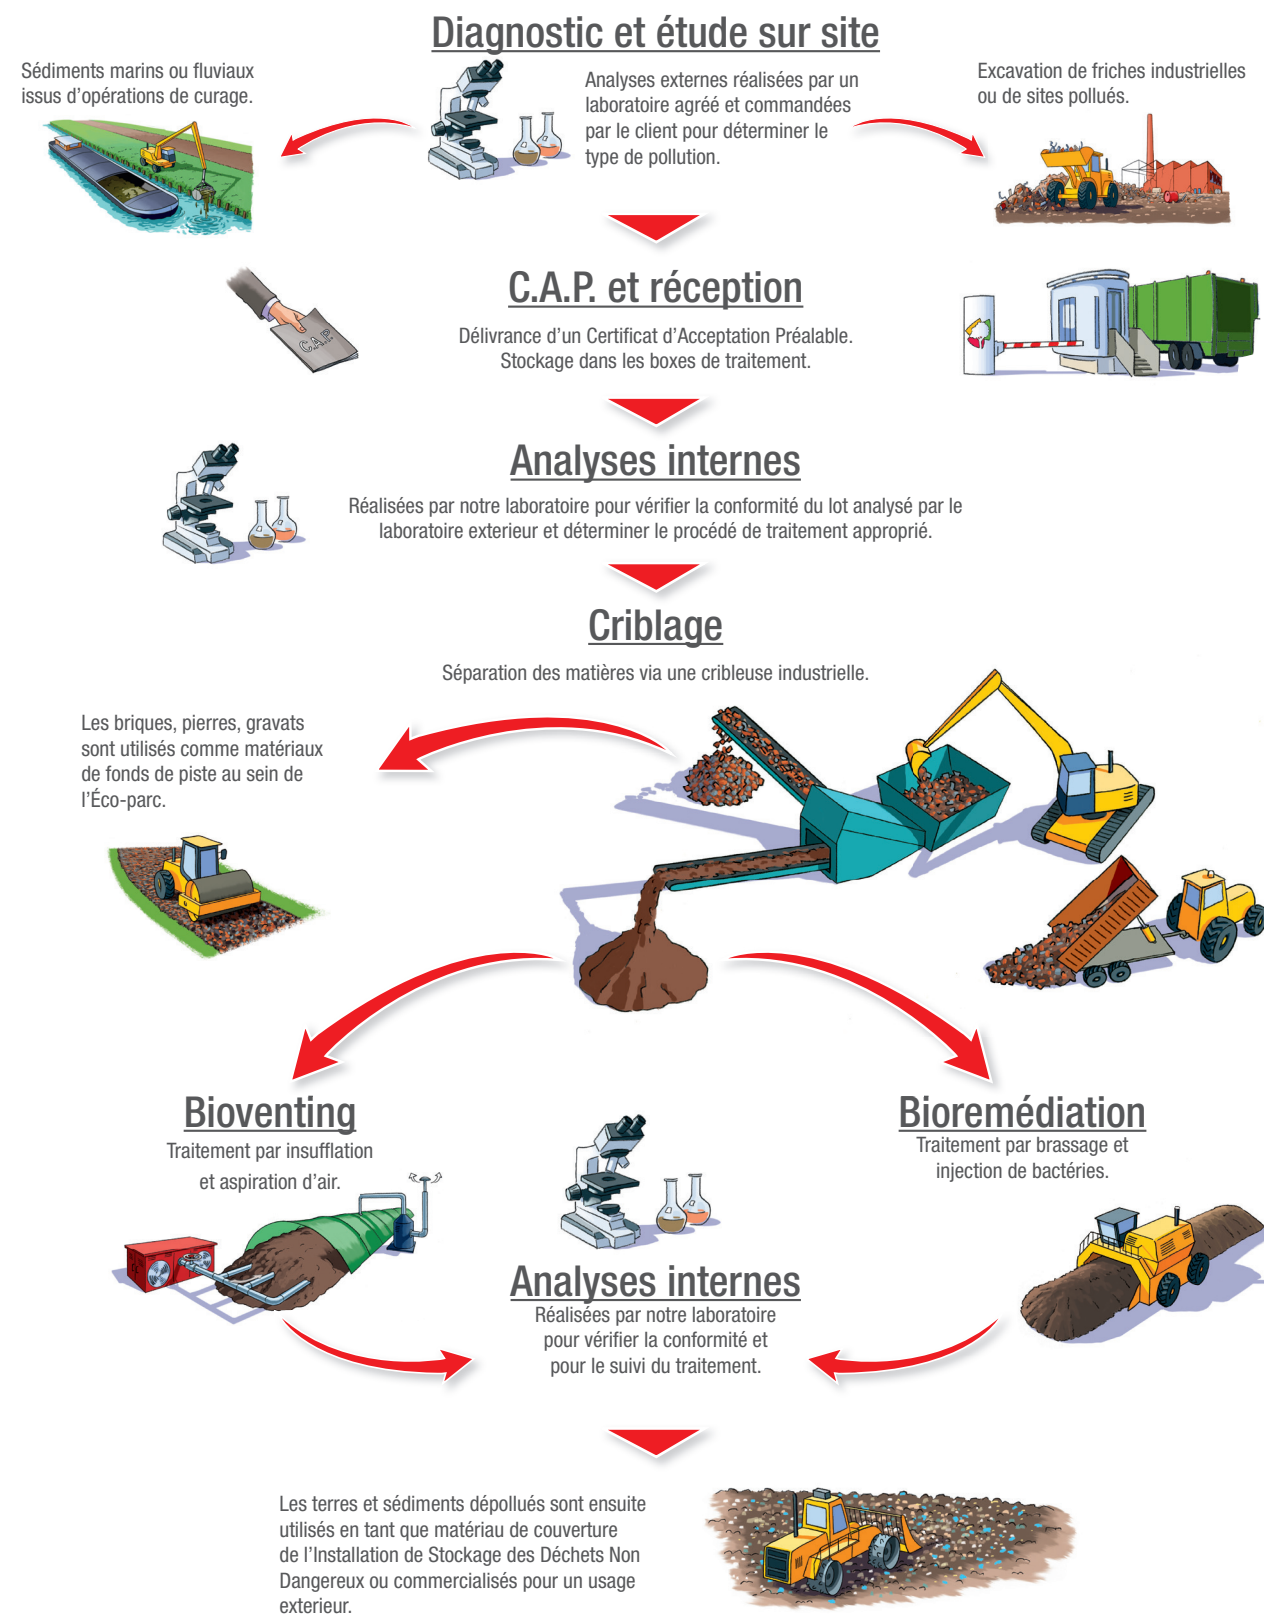 Diagnostic et étude sur site
Sédiments marins ou fluviaux
issus d'opérations de curage.
Analyses externes réalisées par un
laboratoire agréé et commandées
par le client pour déterminer le
type de pollution.
Excavation de friches industrielles
ou de sites pollués.
C.A.P. et réception
C.A.P.
Délivrance d'un Certificat d'Acceptation Préalable.
Stockage dans les boxes de traitement.
Analyses internes
Réalisées par notre laboratoire pour vérifier la conformité du lot analysé par le
laboratoire exterieur et déterminer le procédé de traitement approprié.
Criblage
Séparation des matières via une cribleuse industrielle.
Les briques, pierres, gravats
sont utilisés comme matériaux
de fonds de piste au sein de
l'Éco-parc.
Bioventing
Traitement par insufflation
et aspiration d'air.
Bioremédiation
Traitement par brassage et
injection de bactéries.
Analyses internes
Réalisées par notre laboratoire
pour vérifier la conformité et
pour le suivi du traitement.
Les terres et sédiments dépollués sont ensuite
utilisés en tant que matériau de couverture
de l'Installation de Stockage des Déchets Non
Dangereux ou commercialisés pour un usage
exterieur.